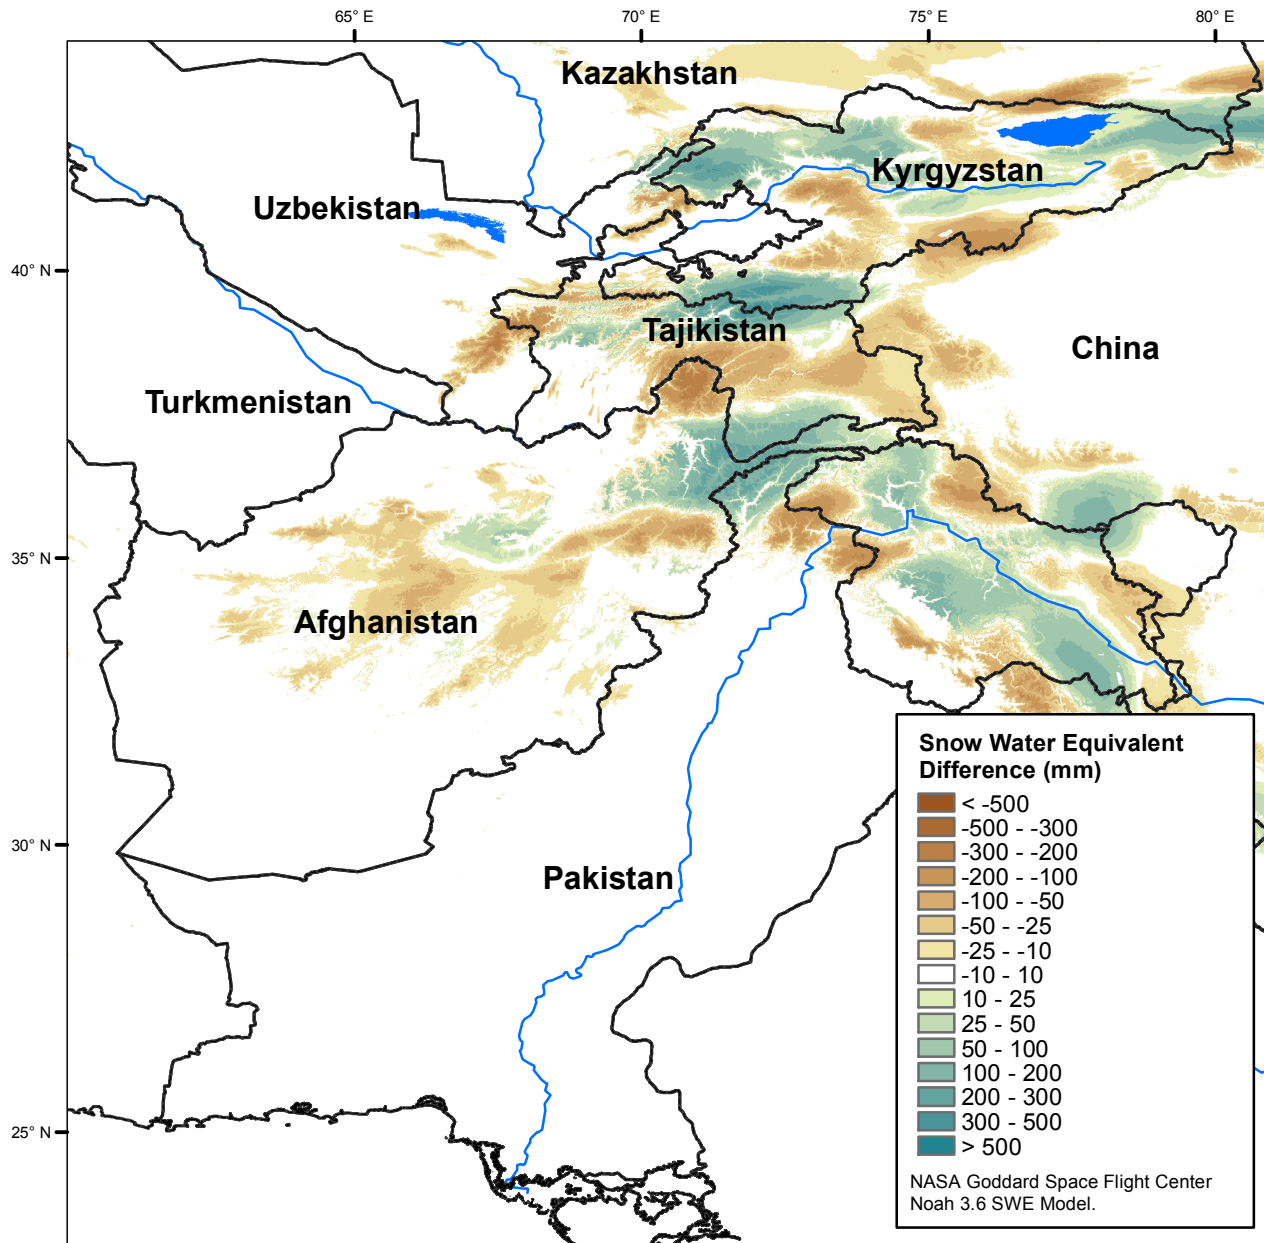 65° E
70° E
75° E
80° E
Kazakhstan
Kyrgyzstan
Uzbekistan
40° N
Tajikistan
China
Turkmenistan
35° N
Afghanistan
30° N
Pakistan
25° N
Snow Water Equivalent
Difference (mm)
< -500
-500 - -300
-300 - -200
-200 - -100
-100 - -50
-50 - -25
-25 - -10
-10 - 10
10 - 25
25 - 50
50 - 100
100 - 200
200 - 300
300 - 500
> 500
NASA Goddard Space Flight Center
Noah 3.6 SWE Model.